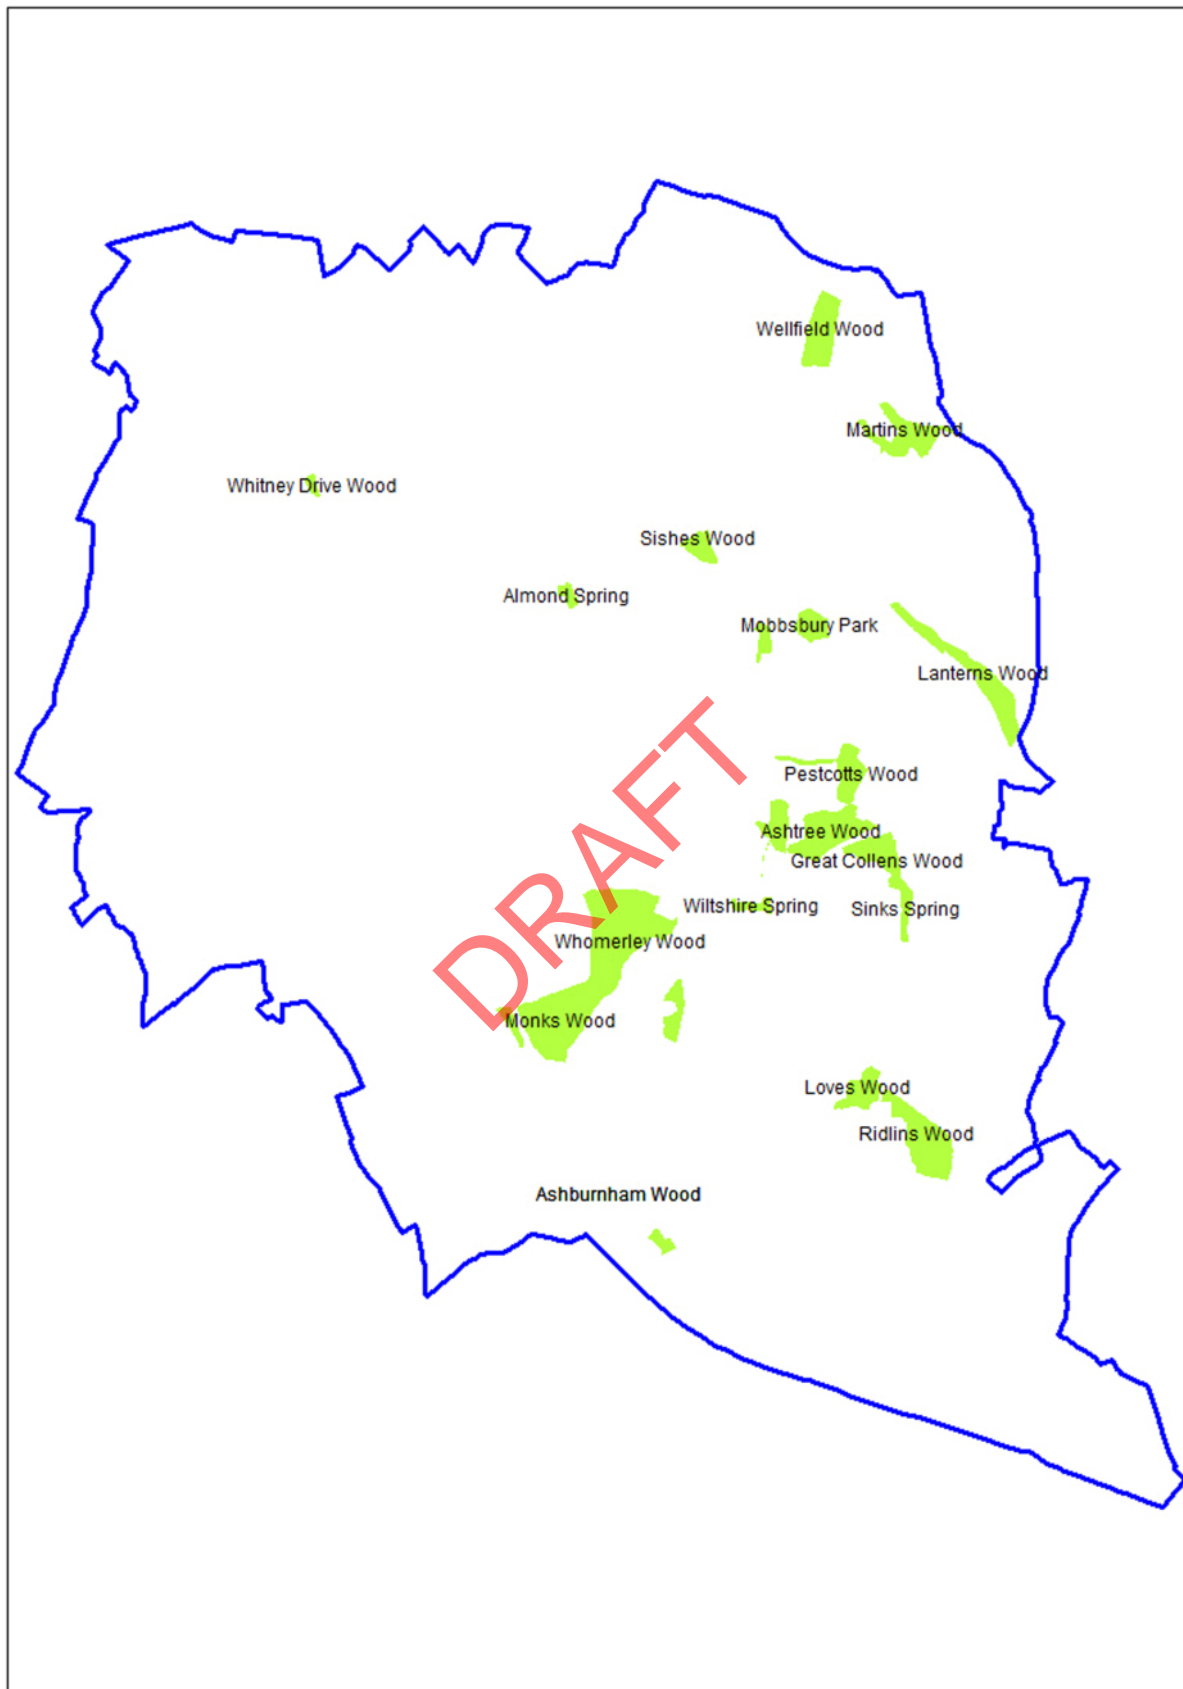 Wellfield Wood
Martins Wood
Whitney Drive Wood
Sishes Wood
Almond Spring
Mobbsbury Park
Lanterns Wood
DRAFT
Pestcotts Wood
Ashtree Wood
Great Collens Wood
Wiltshire Spring
Sinks Spring
Whomerley Wood
Monks Wood
Loves Wood
Ridlins Wood
Ashburnham Wood